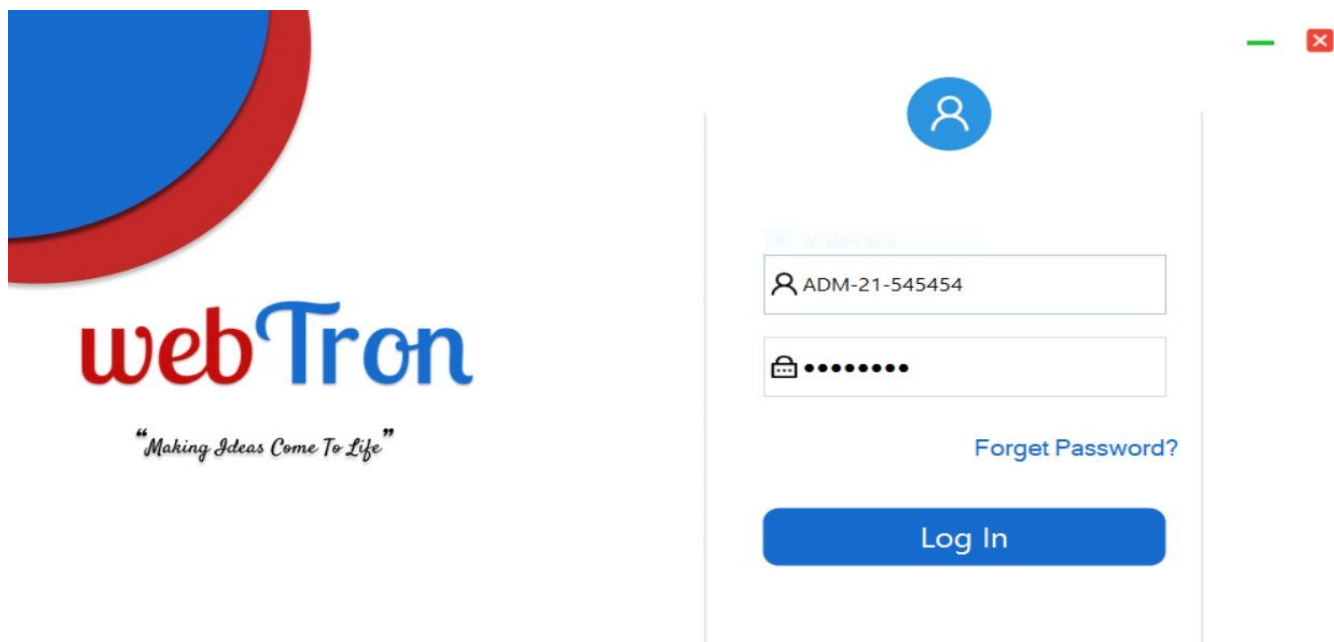 webTron
“Making Ideas Come To Life”
ADM-21-545454
••••••••
Forget Password?
Log In